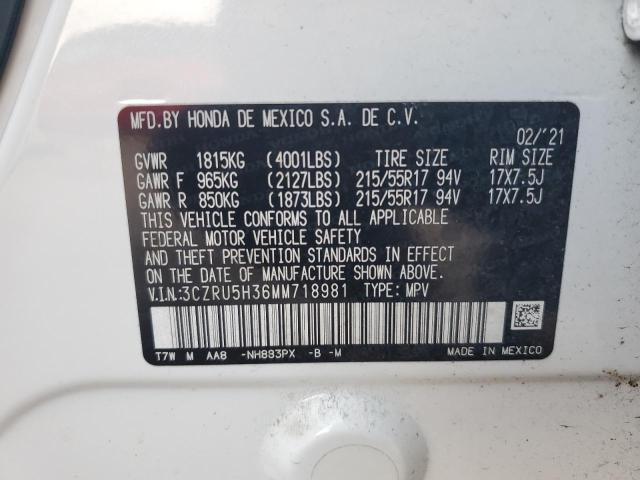 MFD.BY HONDA DE MEXICO S.A. DE C.V.
02/'21
GVWR 1815KG (4001LBS) TIRE SIZE RIM SIZE
GAWR F 965KG (2127LBS) 215/55R17 94V 17X7.5J
GAWR R 850KG (1873LBS) 215/55R17 94V 17X7.5J
THIS VEHICLE CONFORMS TO ALL APPLICABLE
FEDERAL MOTOR VEHICLE SAFETY
AND THEFT PREVENTION STANDARDS IN EFFECT
ON THE DATE OF MANUFACTURE SHOWN ABOVE.
V.I.N.:3CZRU5H36MM718981 TYPE: MPV
T7W M AA8 -NH883PX -B -M MADE IN MEXICO